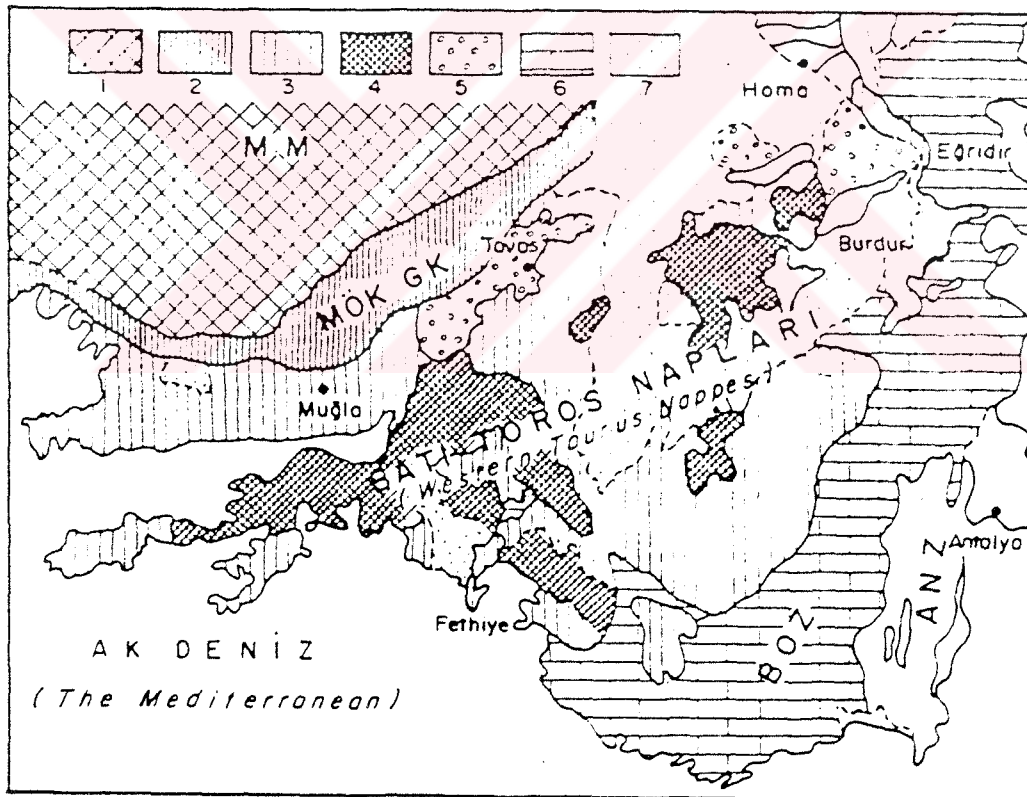 1 2 3 4 5 6 7
Homa
M M
Eğridir
Tavas
Burdur
MÖK GK
Muğla
BATI TOROS NAPLARI
(Western Taurus Nappes)
Antalya
ANZ
BOZ
Fethiye
AK DENİZ
(The Mediterranean)